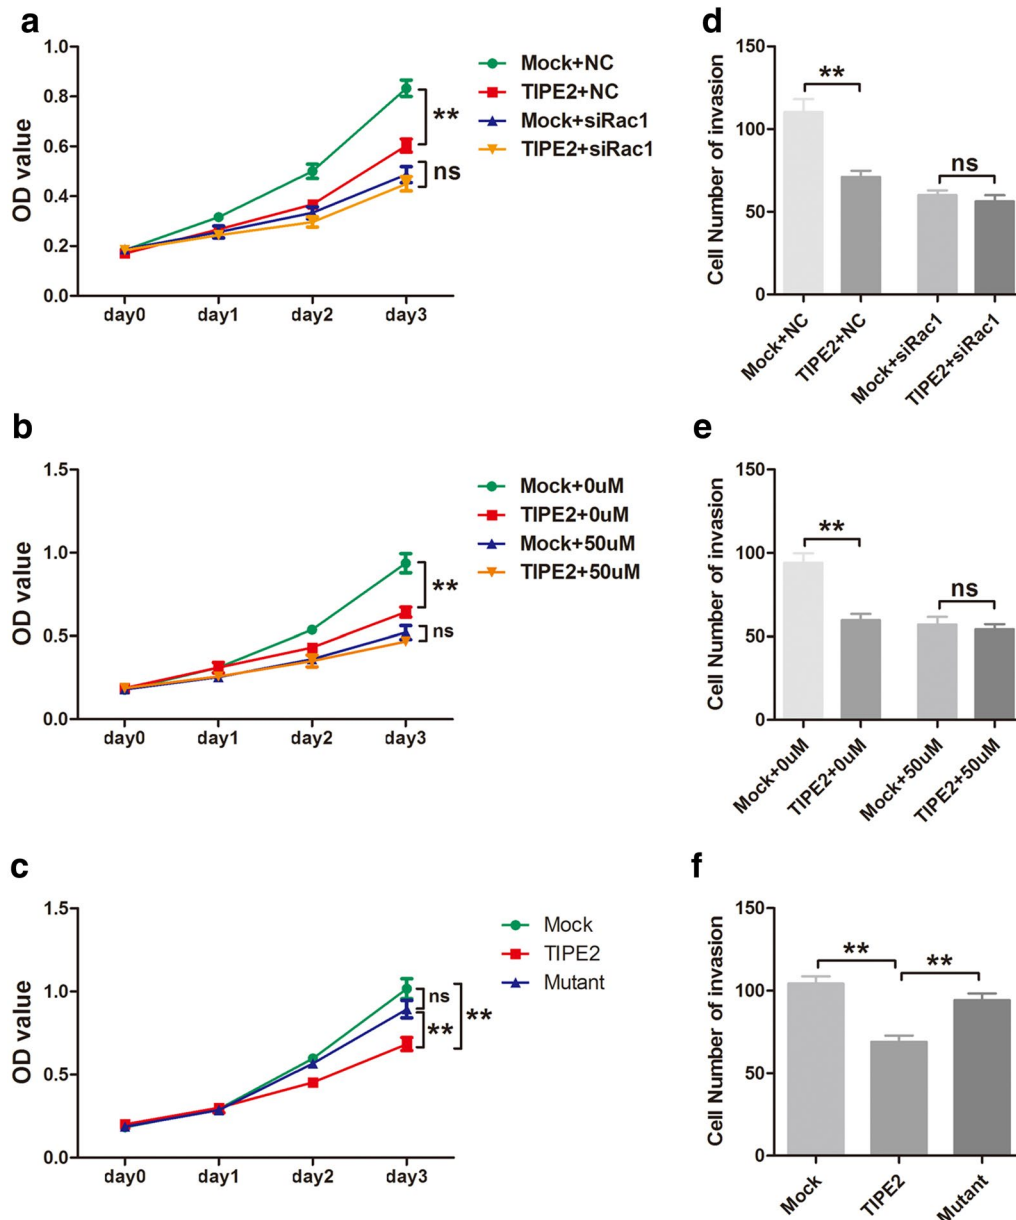 a
1.0
0.8
0.6
0.4
0.2
0.0
OD value
day0 day1 day2 day3
Mock+NC
TIPE2+NC
Mock+siRac1
TIPE2+siRac1
**
ns
d
150
100
50
0
Cell Number of invasion
**
ns
Mock+NC
TIPE2+NC
Mock+siRac1
TIPE2+siRac1
b
1.5
1.0
0.5
0.0
OD value
day0 day1 day2 day3
Mock+0uM
TIPE2+0uM
Mock+50uM
TIPE2+50uM
**
ns
e
150
100
50
0
Cell Number of invasion
**
ns
Mock+0uM
TIPE2+0uM
Mock+50uM
TIPE2+50uM
c
1.5
1.0
0.5
0.0
OD value
day0 day1 day2 day3
Mock
TIPE2
Mutant
ns
**
**
f
150
100
50
0
Cell Number of invasion
**
**
Mock
TIPE2
Mutant